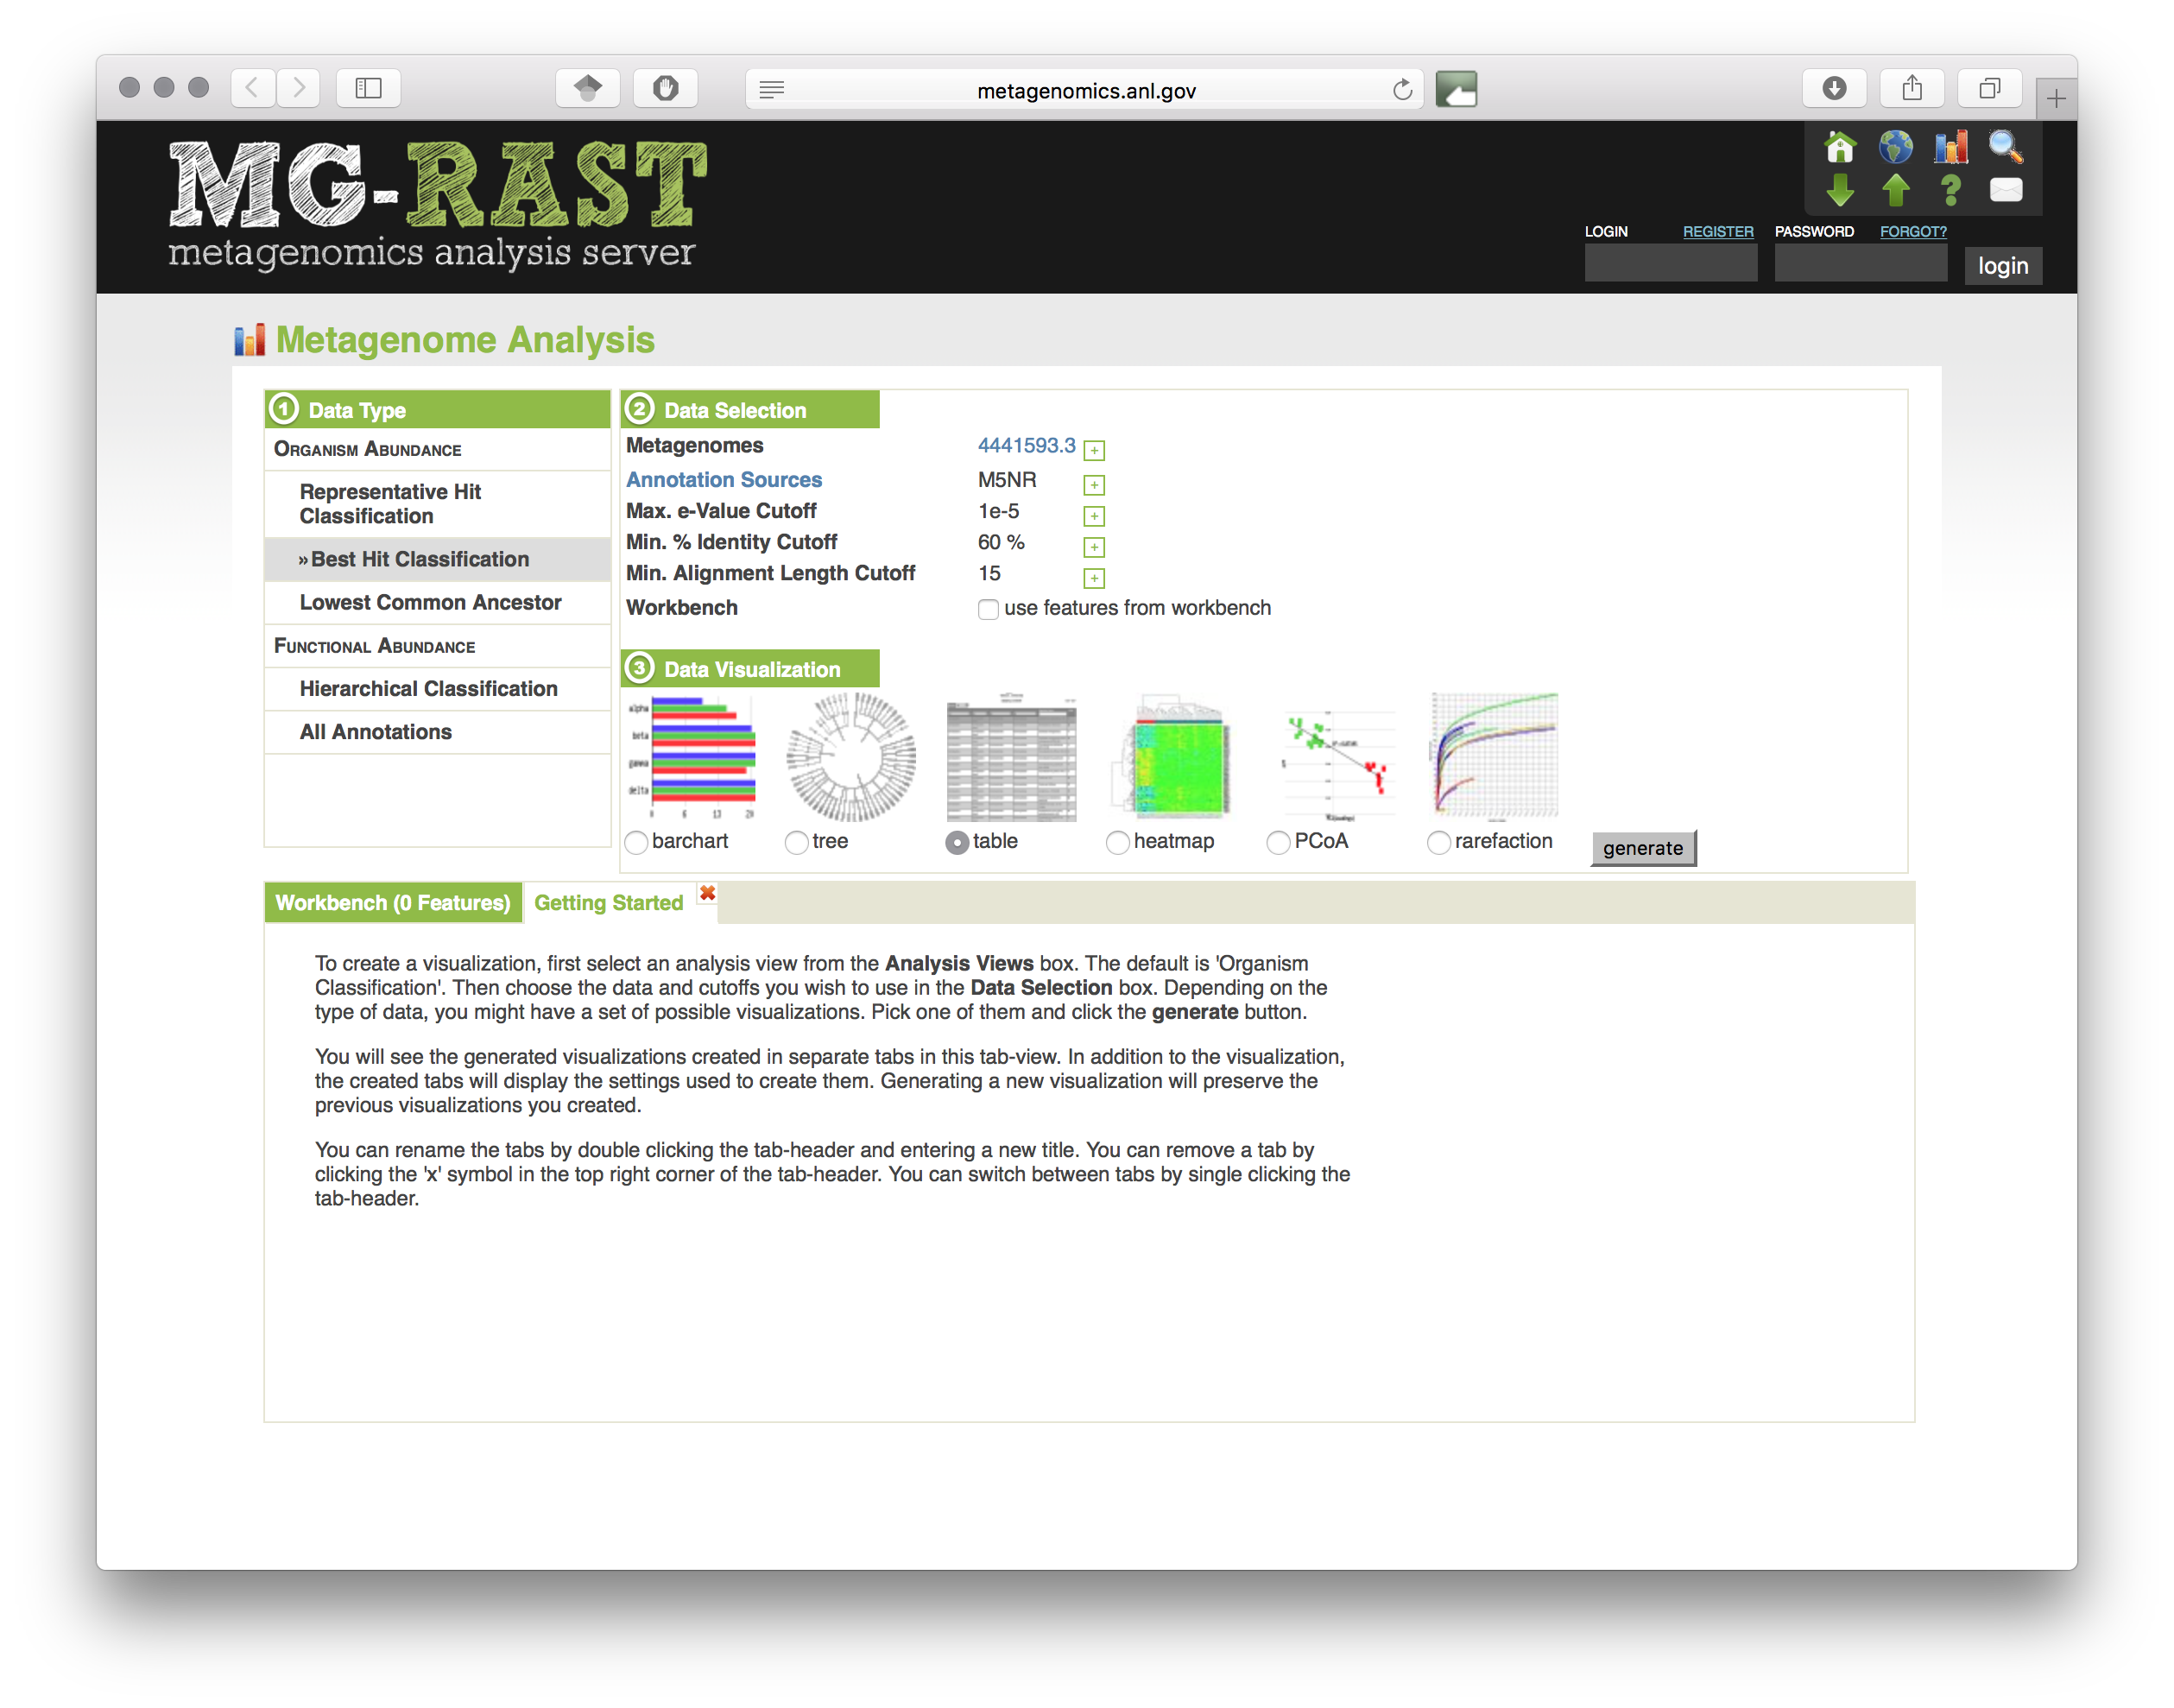 metagenomics.anl.gov
MG-RAST
metagenomics analysis server
LOGIN REGISTER PASSWORD FORGOT?
login
Metagenome Analysis
1 Data Type
ORGANISM ABUNDANCE
Representative Hit
Classification
»Best Hit Classification
Lowest Common Ancestor
FUNCTIONAL ABUNDANCE
Hierarchical Classification
All Annotations
2 Data Selection
Metagenomes 4441593.3 +
Annotation Sources M5NR +
Max. e-Value Cutoff 1e-5 +
Min. % Identity Cutoff 60 % +
Min. Alignment Length Cutoff 15 +
Workbench use features from workbench
3 Data Visualization
alpha
beta
gamma
delta
barchart tree table heatmap PCoA rarefaction generate
Workbench (0 Features) Getting Started
To create a visualization, first select an analysis view from the Analysis Views box. The default is 'Organism
Classification'. Then choose the data and cutoffs you wish to use in the Data Selection box. Depending on the
type of data, you might have a set of possible visualizations. Pick one of them and click the generate button.
You will see the generated visualizations created in separate tabs in this tab-view. In addition to the visualization,
the created tabs will display the settings used to create them. Generating a new visualization will preserve the
previous visualizations you created.
You can rename the tabs by double clicking the tab-header and entering a new title. You can remove a tab by
clicking the 'x' symbol in the top right corner of the tab-header. You can switch between tabs by single clicking the
tab-header.